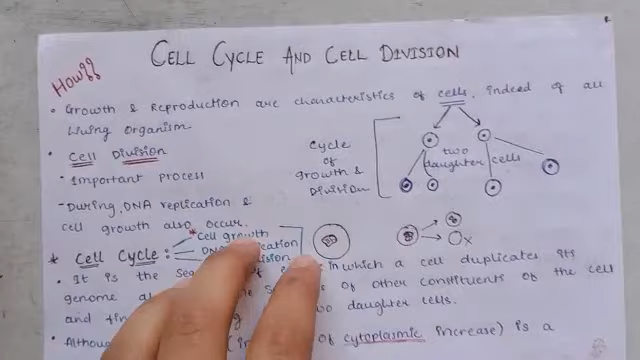 CELL CYCLE AND CELL DIVISION
How??
• Growth & Reproduction are characteristics of cells, indeed of all
living organism
• Cell Division
- Important process
- During DNA replication &
cell growth also occur.
Cycle
of
Growth &
Division
two
daughter cells
* Cell Cycle :
* Cell growth
• It is the
in which a cell duplicates its
genome
of other constituents of the cell
and
two daughter cells.
• Although
of cytoplasmic increase) is a